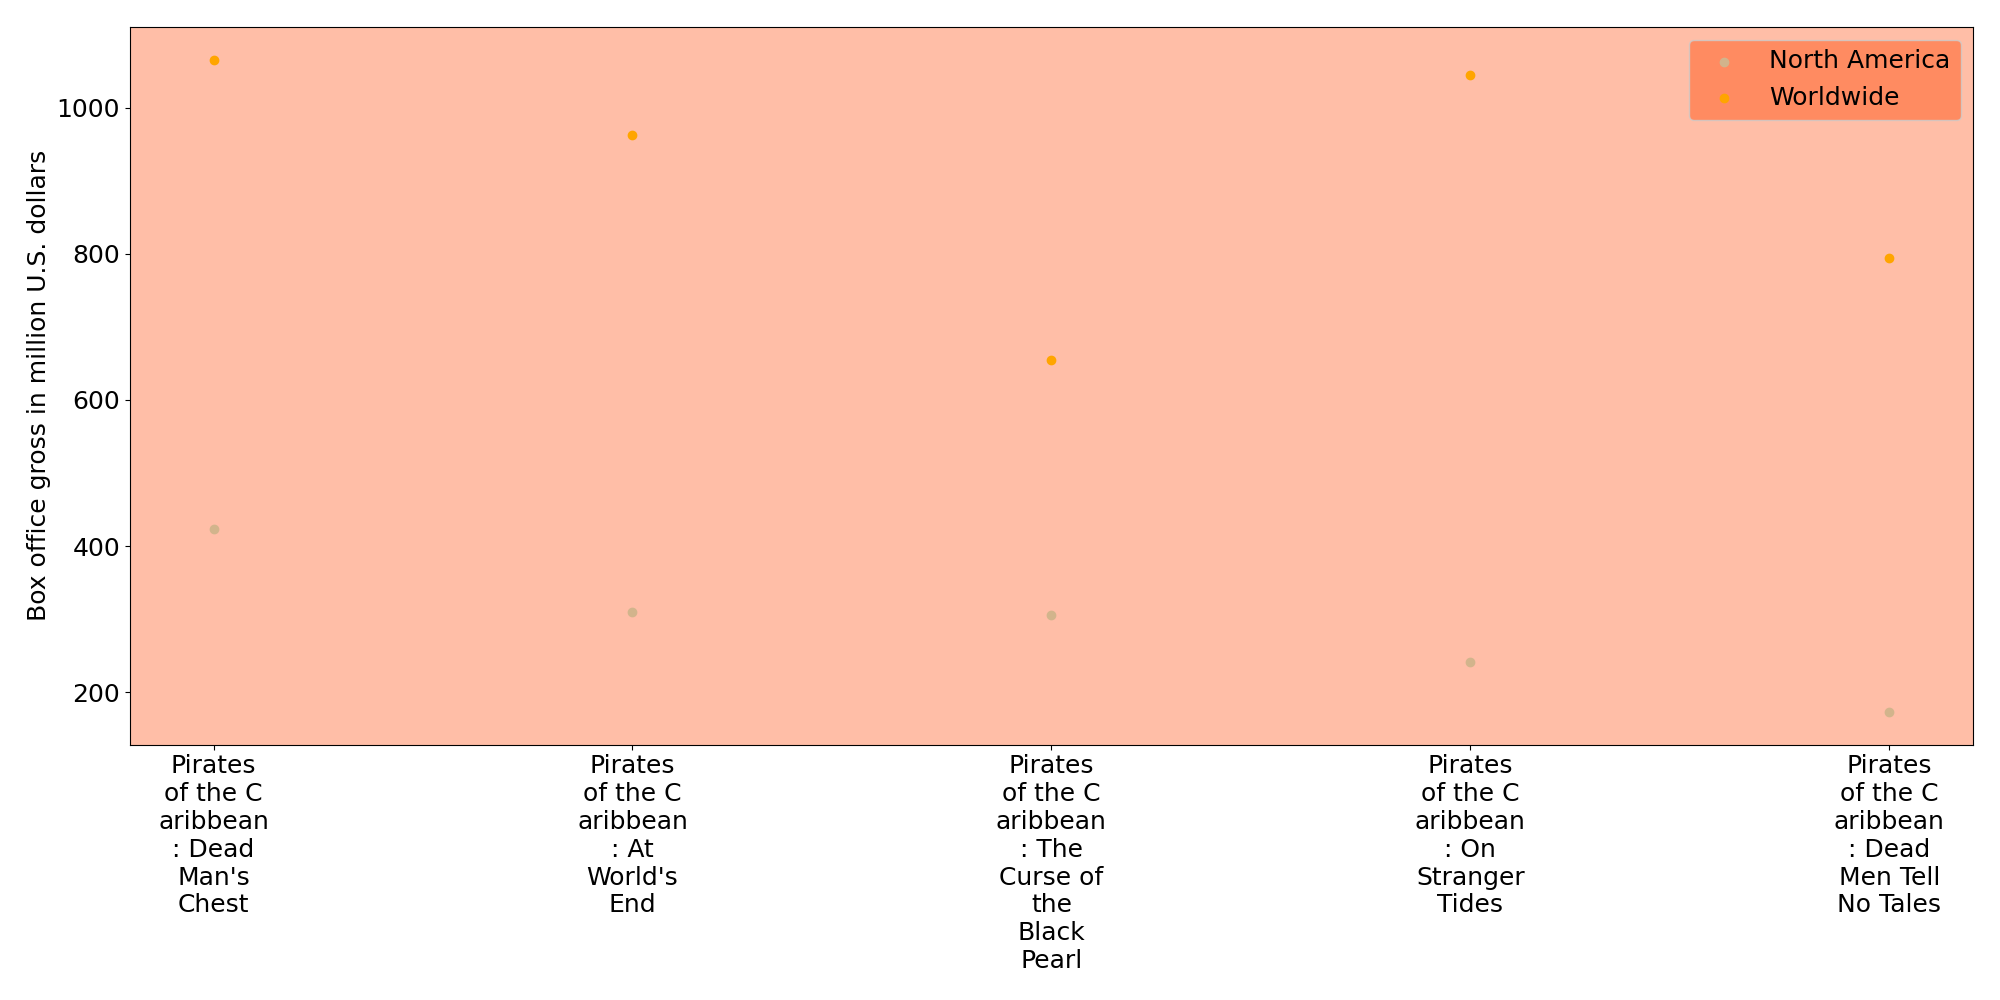 North America
Worldwide
Box office gross in million U.S. dollars
1000
800
600
400
200
Pirates
of the C
aribbean
: Dead
Man's
Chest
Pirates
of the C
aribbean
: At
World's
End
Pirates
of the C
aribbean
: The
Curse of
the
Black
Pearl
Pirates
of the C
aribbean
: On
Stranger
Tides
Pirates
of the C
aribbean
: Dead
Men Tell
No Tales